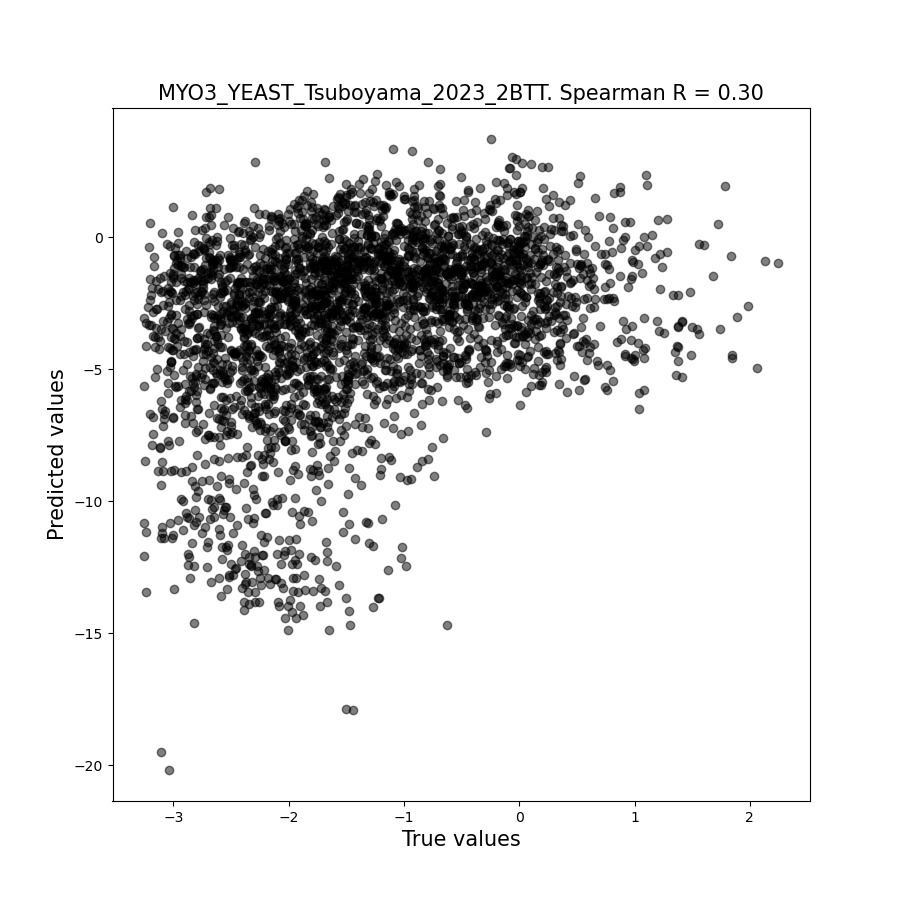 MYO3_YEAST_Tsuboyama_2023_2BTT. Spearman R = 0.30
0
−5
−10
−15
−20
Predicted values
−3 −2 −1 0 1 2
True values